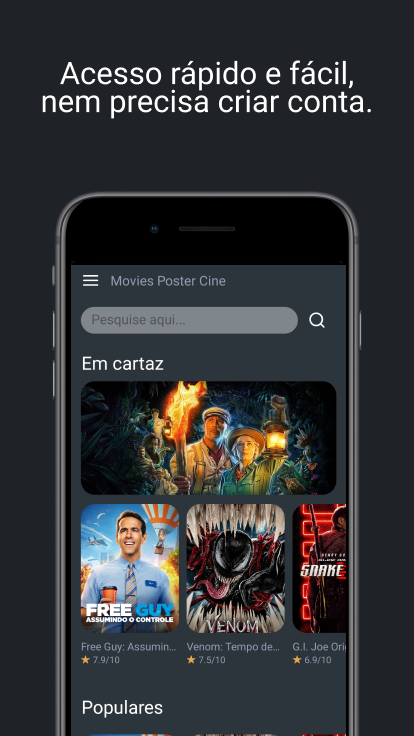 Acesso rápido e fácil,
nem precisa criar conta.
Movies Poster Cine
Pesquise aqui...
Em cartaz
FREE GUY
ASSUMINDO O CONTROLE
VENOM
SNAKE
Free Guy: Assumin...
Venom: Tempo de...
G.I. Joe Ori
7.9/10
7.5/10
6.9/10
Populares